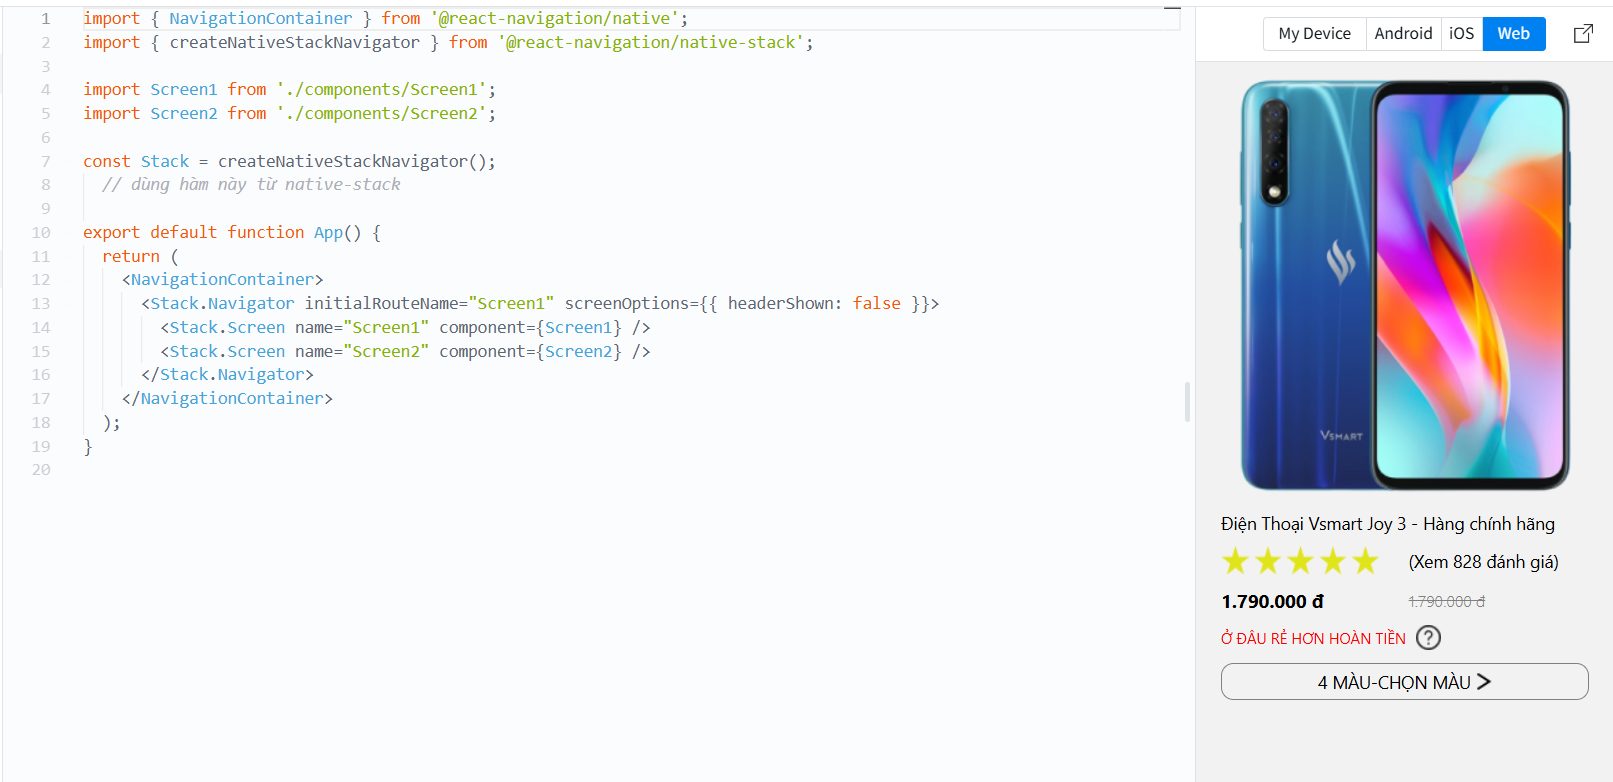 1 import { NavigationContainer } from '@react-navigation/native';
2 import { createNativeStackNavigator } from '@react-navigation/native-stack';
3
4 import Screen1 from './components/Screen1';
5 import Screen2 from './components/Screen2';
6
7 const Stack = createNativeStackNavigator();
8 // dùng hàm này từ native-stack
9
10 export default function App() {
11 return (
12 <NavigationContainer>
13 <Stack.Navigator initialRouteName="Screen1" screenOptions={{ headerShown: false }}>
14 <Stack.Screen name="Screen1" component={Screen1} />
15 <Stack.Screen name="Screen2" component={Screen2} />
16 </Stack.Navigator>
17 </NavigationContainer>
18 );
19 }
20
My Device Android iOS Web
VSMART
Điện Thoại Vsmart Joy 3 - Hàng chính hãng
(Xem 828 đánh giá)
1.790.000 đ 1.790.000 đ
Ở ĐÂU RẺ HƠN HOÀN TIỀN ?
4 MÀU-CHỌN MÀU >